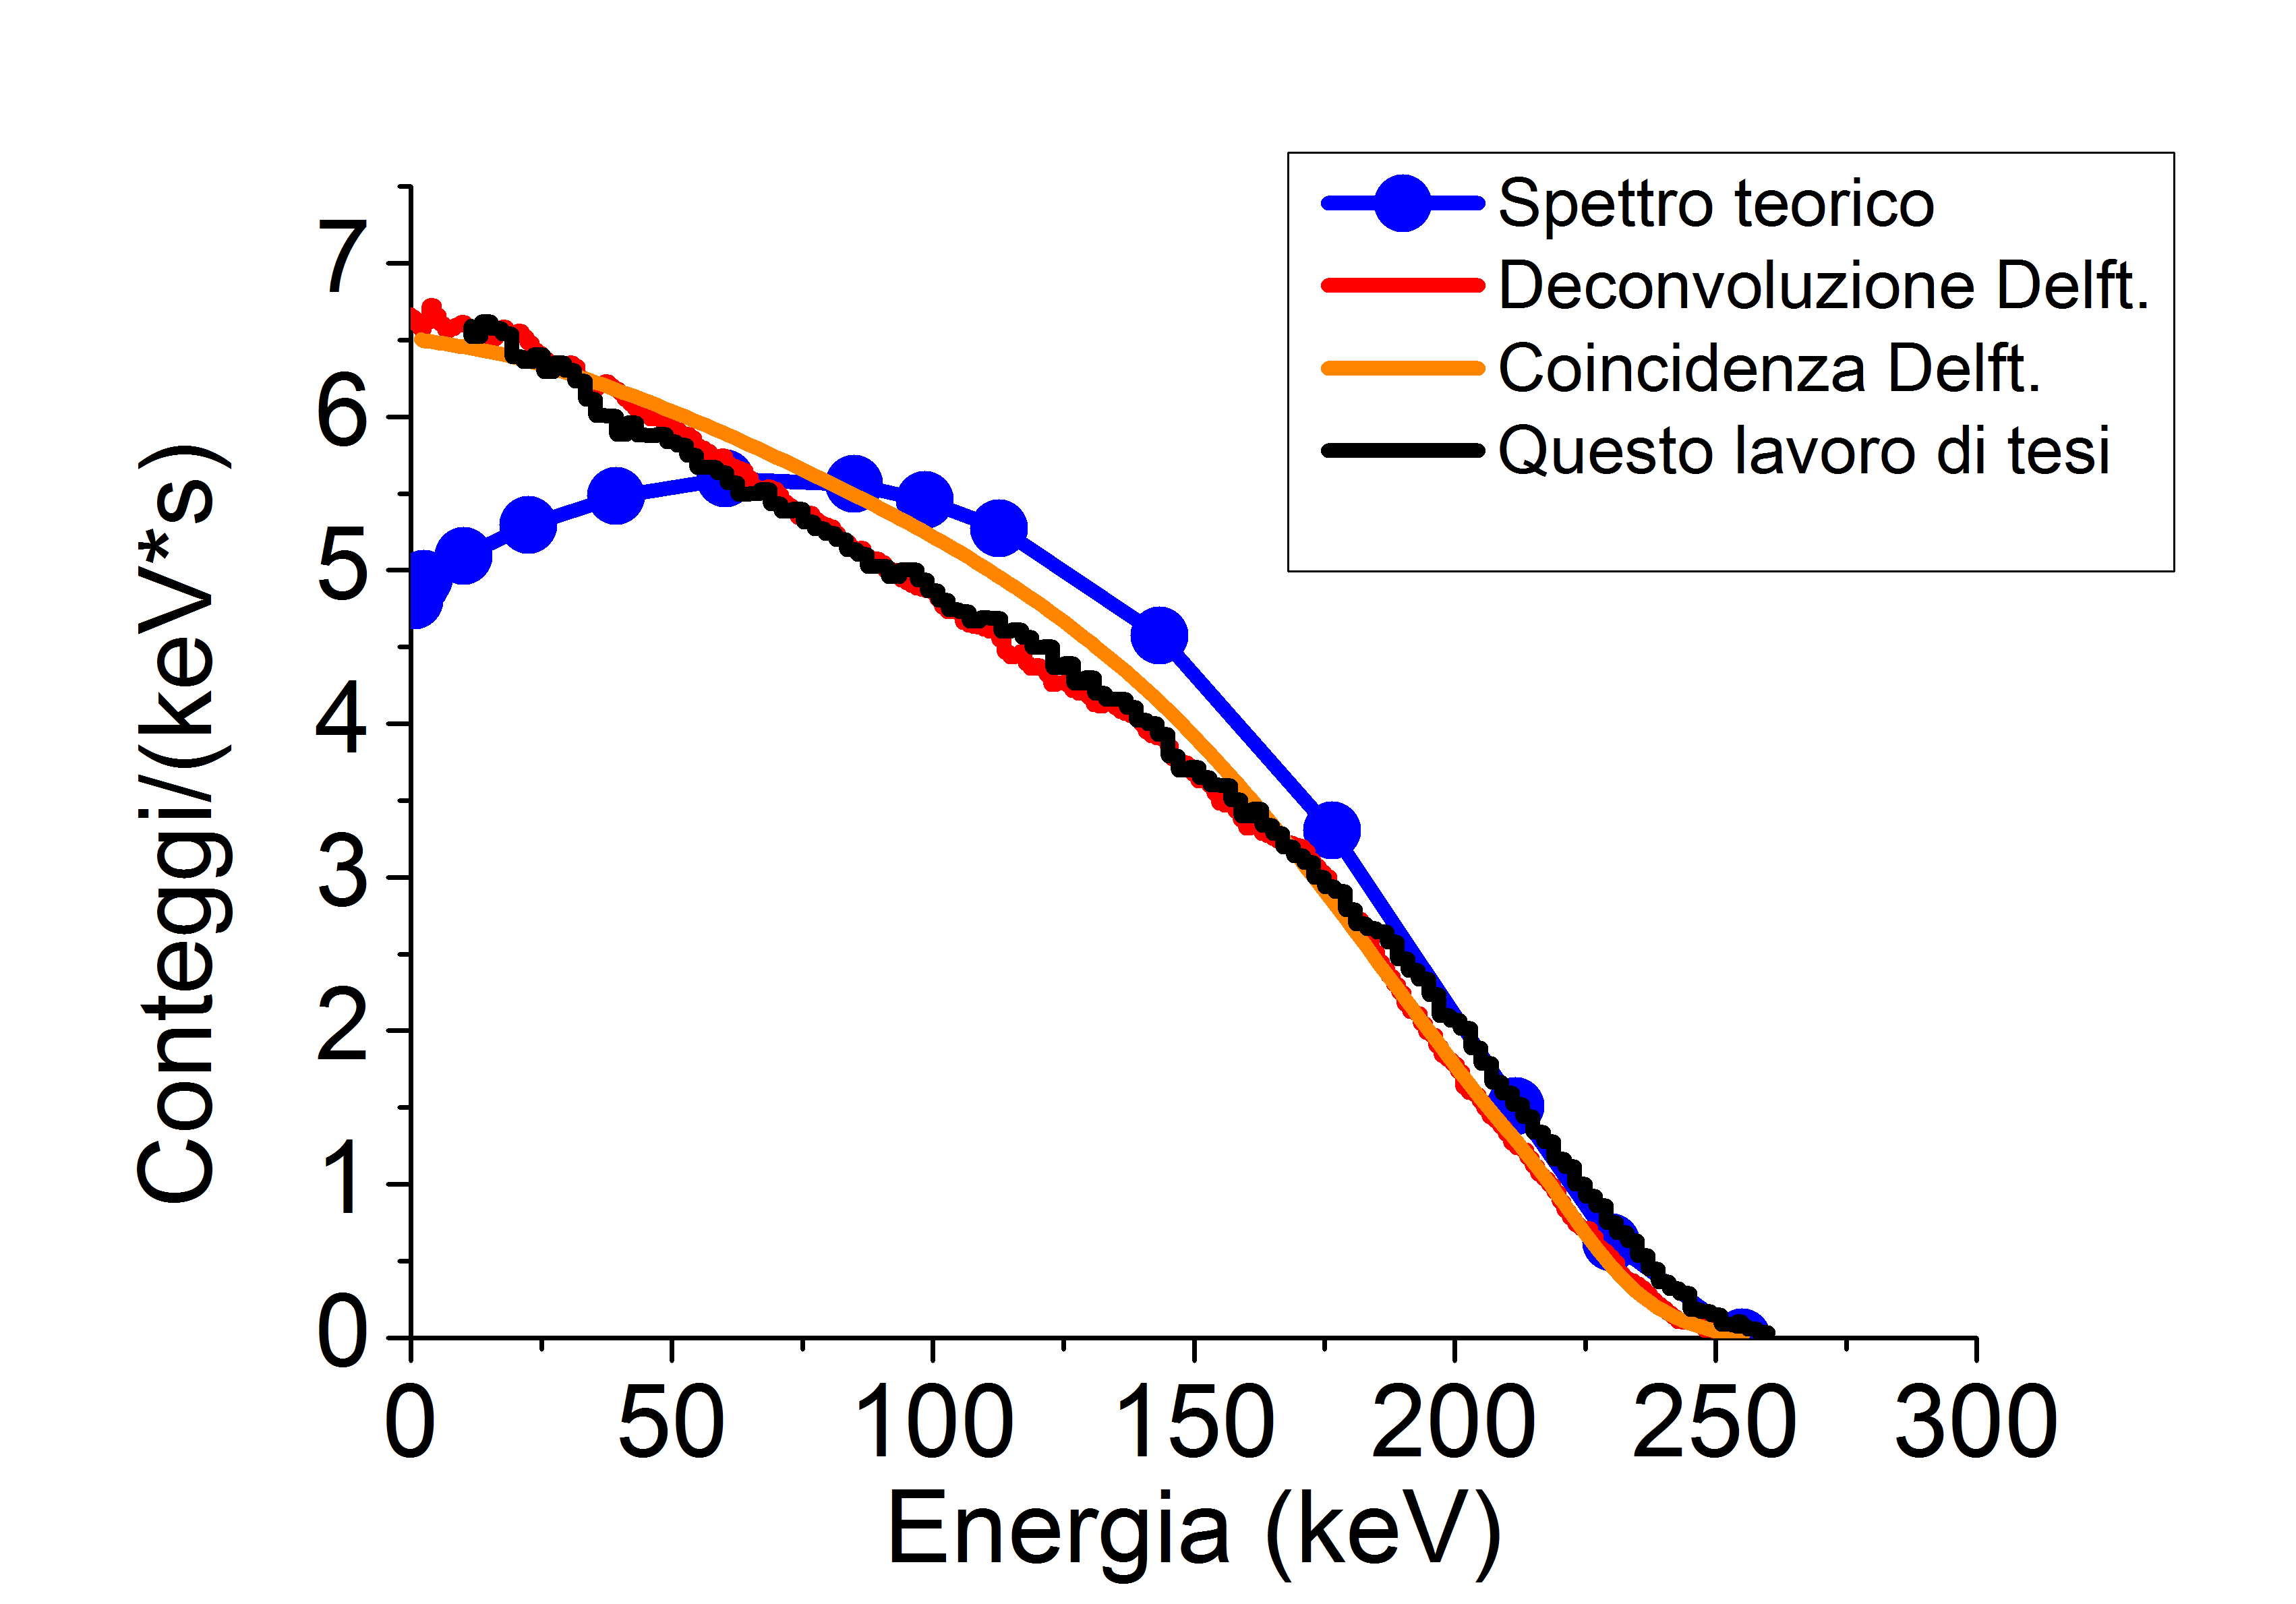 Spettro teorico
Deconvoluzione Delft.
Coincidenza Delft.
Questo lavoro di tesi
7
6
5
4
3
2
1
0
Conteggi/(keV*s)
0 50 100 150 200 250 300
Energia (keV)